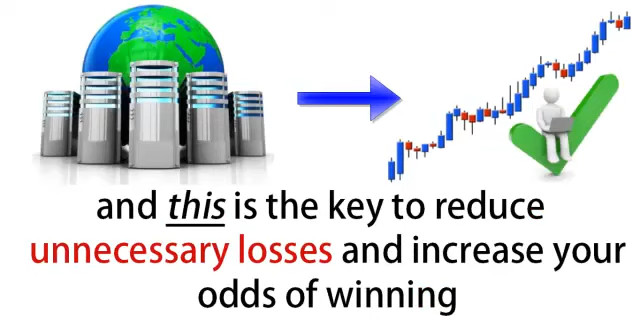 and this is the key to reduce
unnecessary losses and increase your
odds of winning